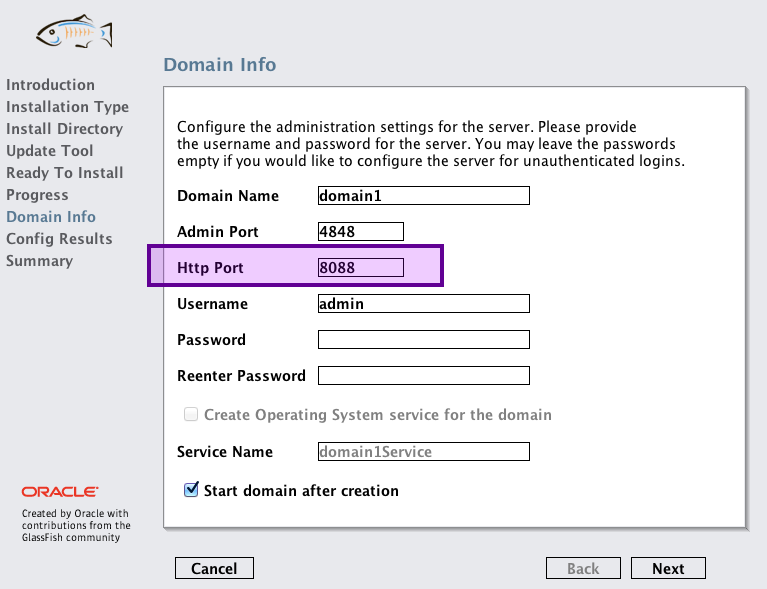 Domain Info
Introduction
Installation Type
Install Directory
Update Tool
Ready To Install
Progress
Domain Info
Config Results
Summary
Configure the administration settings for the server. Please provide
the username and password for the server. You may leave the passwords
empty if you would like to configure the server for unauthenticated logins.
Domain Name domain1
Admin Port 4848
Http Port 8088
Username admin
Password
Reenter Password
Create Operating System service for the domain
Service Name domain1Service
Start domain after creation
ORACLE
Created by Oracle with
contributions from the
GlassFish community
Cancel Back Next